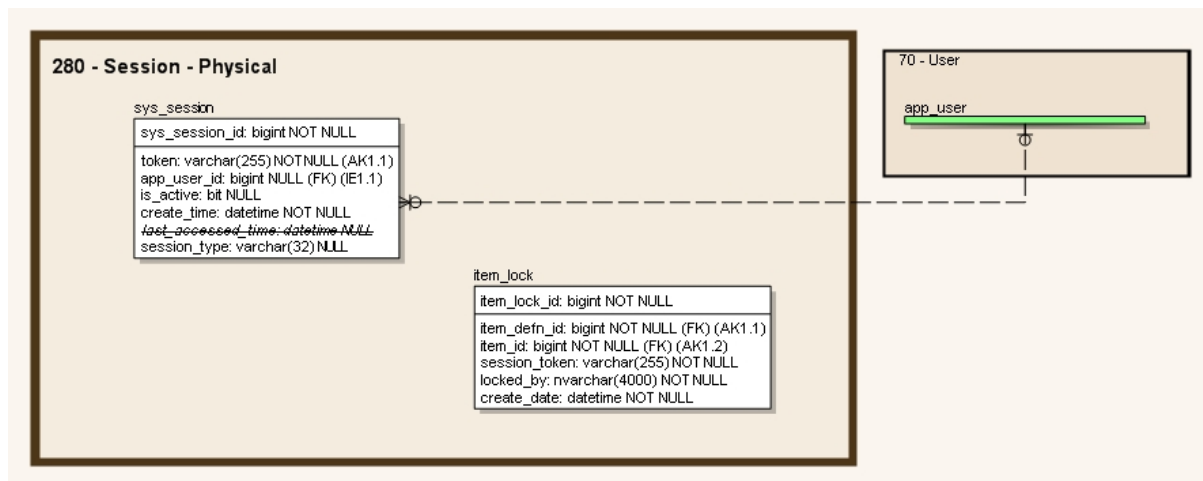 280 - Session - Physical
sys_session
sys_session_id: bigint NOT NULL
token: varchar(255) NOT NULL (AK1.1)
app_user_id: bigint NULL (FK) (IE1.1)
is_active: bit NULL
create_time: datetime NOT NULL
last_accessed_time: datetime NULL
session_type: varchar(32) NULL
item_lock
item_lock_id: bigint NOT NULL
item_defn_id: bigint NOT NULL (FK) (AK1.1)
item_id: bigint NOT NULL (FK) (AK1.2)
session_token: varchar(255) NOT NULL
locked_by: nvarchar(4000) NOT NULL
create_date: datetime NOT NULL
70 - User
app_user